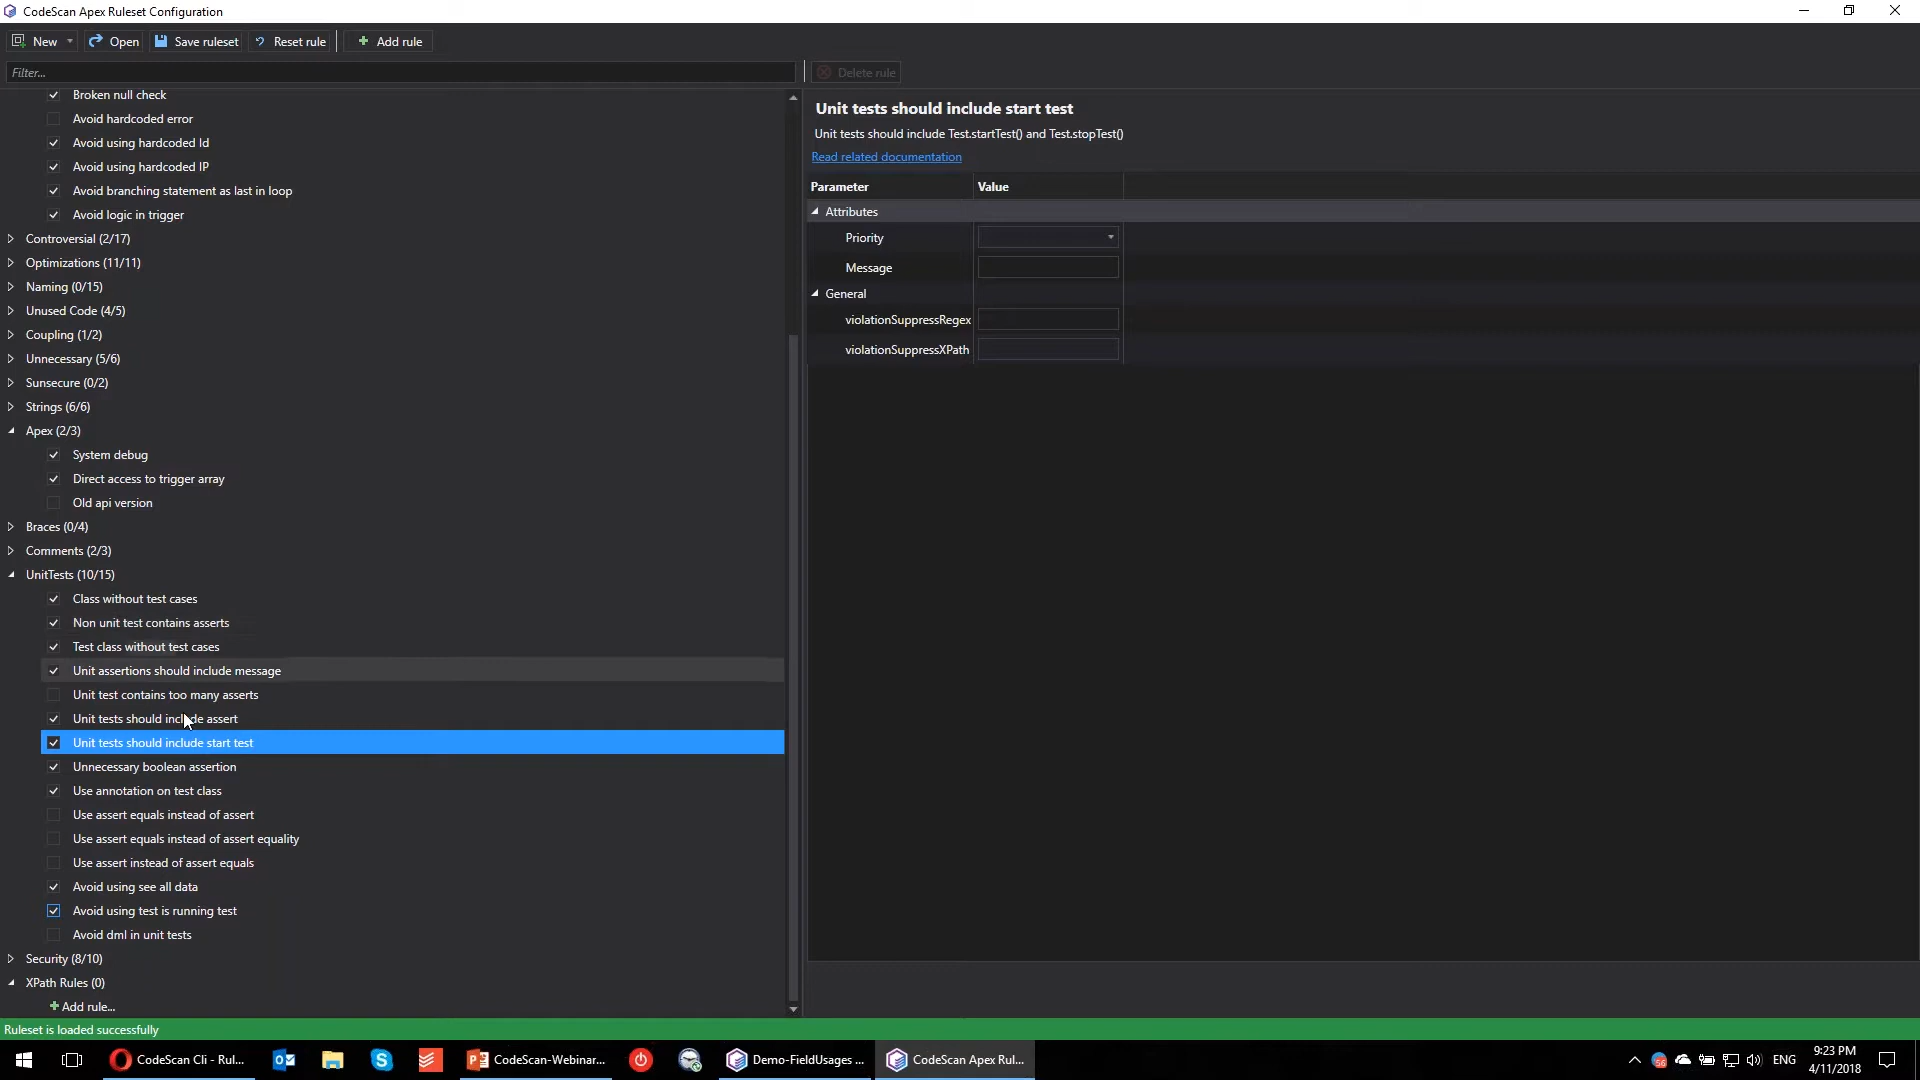 CodeScan Apex Ruleset Configuration
New
Open
Save ruleset
Reset rule
Add rule
Filter...
Delete rule
Broken null check
Avoid hardcoded error
Avoid using hardcoded Id
Avoid using hardcoded IP
Avoid branching statement as last in loop
Avoid logic in trigger
Controversial (2/17)
Optimizations (11/11)
Naming (0/15)
Unused Code (4/5)
Coupling (1/2)
Unnecessary (5/6)
Sunsecure (0/2)
Strings (6/6)
Apex (2/3)
System debug
Direct access to trigger array
Old api version
Braces (0/4)
Comments (2/3)
UnitTests (10/15)
Class without test cases
Non unit test contains asserts
Test class without test cases
Unit assertions should include message
Unit test contains too many asserts
Unit tests should include assert
Unit tests should include start test
Unnecessary boolean assertion
Use annotation on test class
Use assert equals instead of assert
Use assert equals instead of assert equality
Use assert instead of assert equals
Avoid using see all data
Avoid using test is running test
Avoid dml in unit tests
Security (8/10)
XPath Rules (0)
Add rule...
Unit tests should include start test
Unit tests should include Test.startTest() and Test.stopTest()
Read related documentation
Parameter Value
Attributes
Priority
Message
General
violationSuppressRegex
violationSuppressXPath
Ruleset is loaded successfully
CodeScan Cli - Rul...
CodeScan-Webinar...
Demo-FieldUsages ...
CodeScan Apex Rul...
56
ENG
9:23 PM
4/11/2018